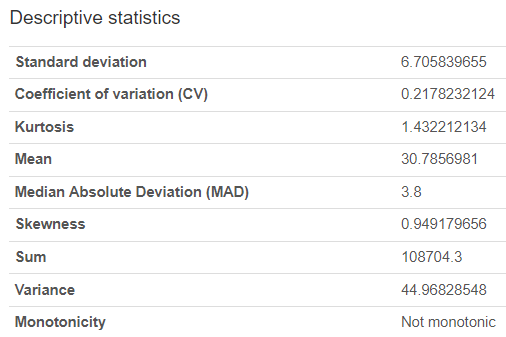 Descriptive statistics
Standard deviation 6.705839655
Coefficient of variation (CV) 0.2178232124
Kurtosis 1.432212134
Mean 30.7856981
Median Absolute Deviation (MAD) 3.8
Skewness 0.949179656
Sum 108704.3
Variance 44.96828548
Monotonicity Not monotonic